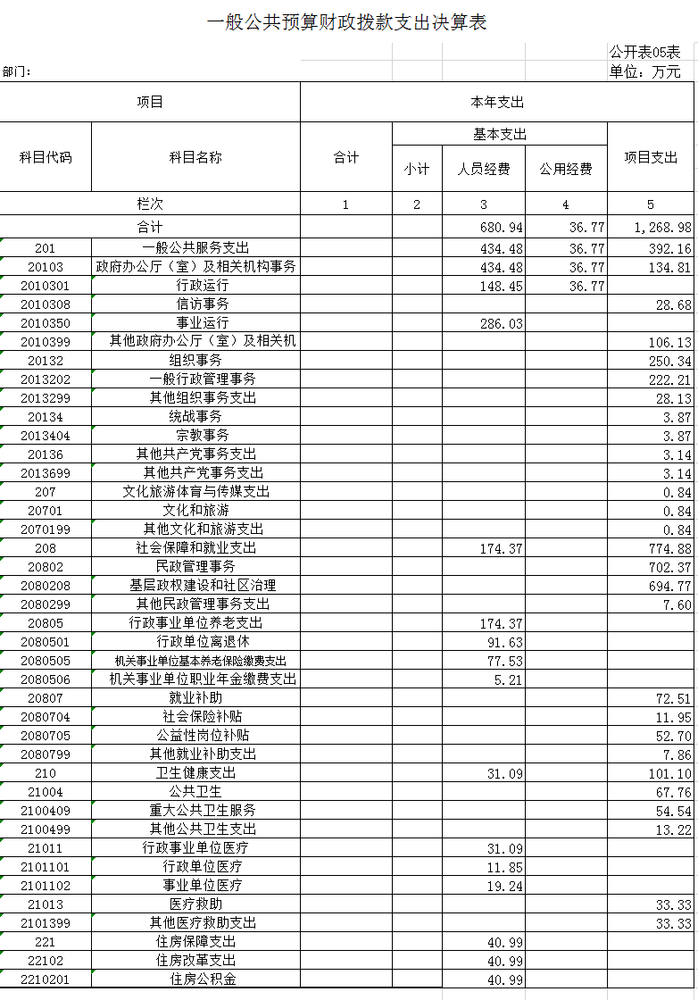 一般公共预算财政拨款支出决算表
公开表05表
部门： 单位：万元
项目 本年支出
科目代码 科目名称 合计 基本支出 项目支出
小计 人员经费 公用经费
栏次 1 2 3 4 5
合计 680.94 36.77 1,268.98
201 一般公共服务支出 434.48 36.77 392.16
20103 政府办公厅（室）及相关机构事务 434.48 36.77 134.81
2010301 行政运行 148.45 36.77
2010308 信访事务 28.68
2010350 事业运行 286.03
2010399 其他政府办公厅（室）及相关机 106.13
20132 组织事务 250.34
2013202 一般行政管理事务 222.21
2013299 其他组织事务支出 28.13
20134 统战事务 3.87
2013404 宗教事务 3.87
20136 其他共产党事务支出 3.14
2013699 其他共产党事务支出 3.14
207 文化旅游体育与传媒支出 0.84
20701 文化和旅游 0.84
2070199 其他文化和旅游支出 0.84
208 社会保障和就业支出 174.37 774.88
20802 民政管理事务 702.37
2080208 基层政权建设和社区治理 694.77
2080299 其他民政管理事务支出 7.60
20805 行政事业单位养老支出 174.37
2080501 行政单位离退休 91.63
2080505 机关事业单位基本养老保险缴费支出 77.53
2080506 机关事业单位职业年金缴费支出 5.21
20807 就业补助 72.51
2080704 社会保险补贴 11.95
2080705 公益性岗位补贴 52.70
2080799 其他就业补助支出 7.86
210 卫生健康支出 31.09 101.10
21004 公共卫生 67.76
2100409 重大公共卫生服务 54.54
2100499 其他公共卫生支出 13.22
21011 行政事业单位医疗 31.09
2101101 行政单位医疗 11.85
2101102 事业单位医疗 19.24
21013 医疗救助 33.33
2101399 其他医疗救助支出 33.33
221 住房保障支出 40.99
22102 住房改革支出 40.99
2210201 住房公积金 40.99